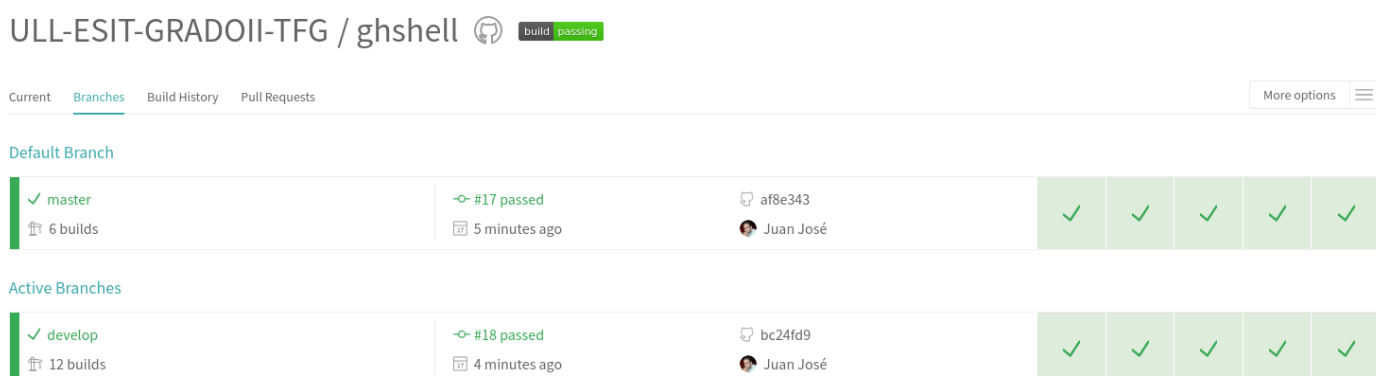 ULL-ESIT-GRADOII-TFG / ghshell build passing
Current Branches Build History Pull Requests More options
Default Branch
master #17 passed af8e343
6 builds 5 minutes ago Juan José
Active Branches
develop #18 passed bc24fd9
12 builds 4 minutes ago Juan José